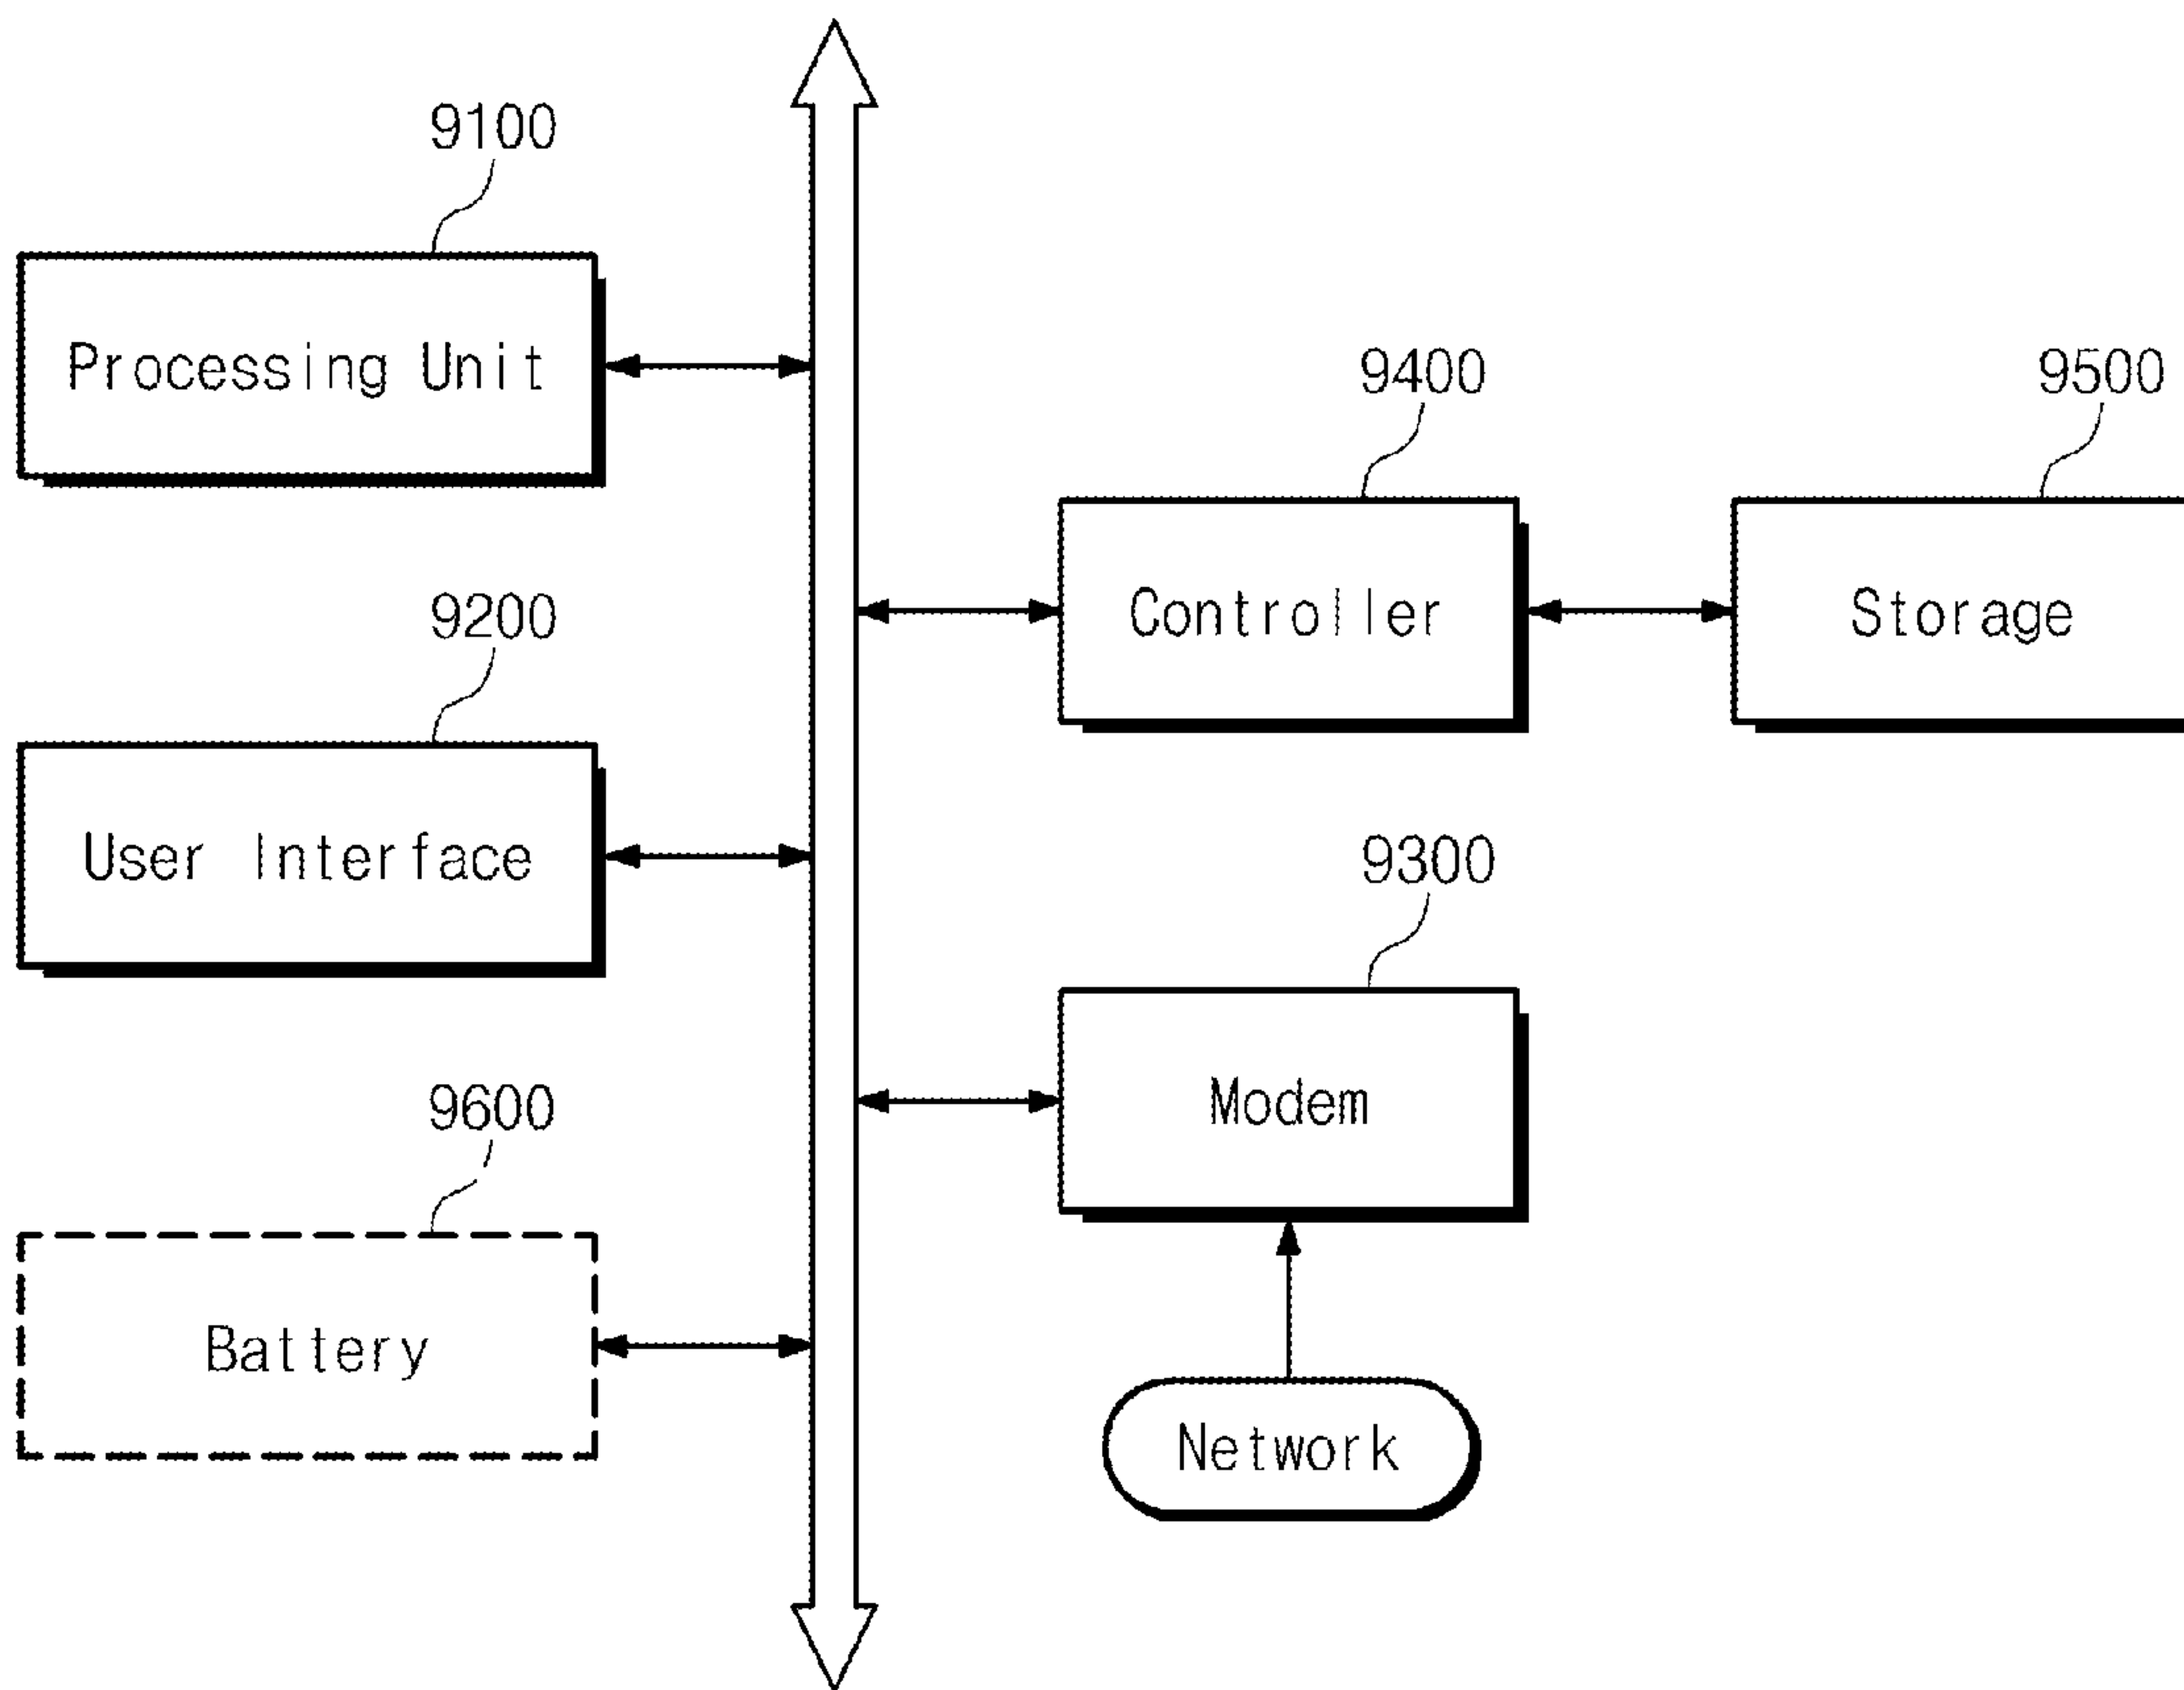 9100
Processing Unit
9400
9500
Controller
Storage
9200
User Interface
9300
Modem
9600
Battery
Network